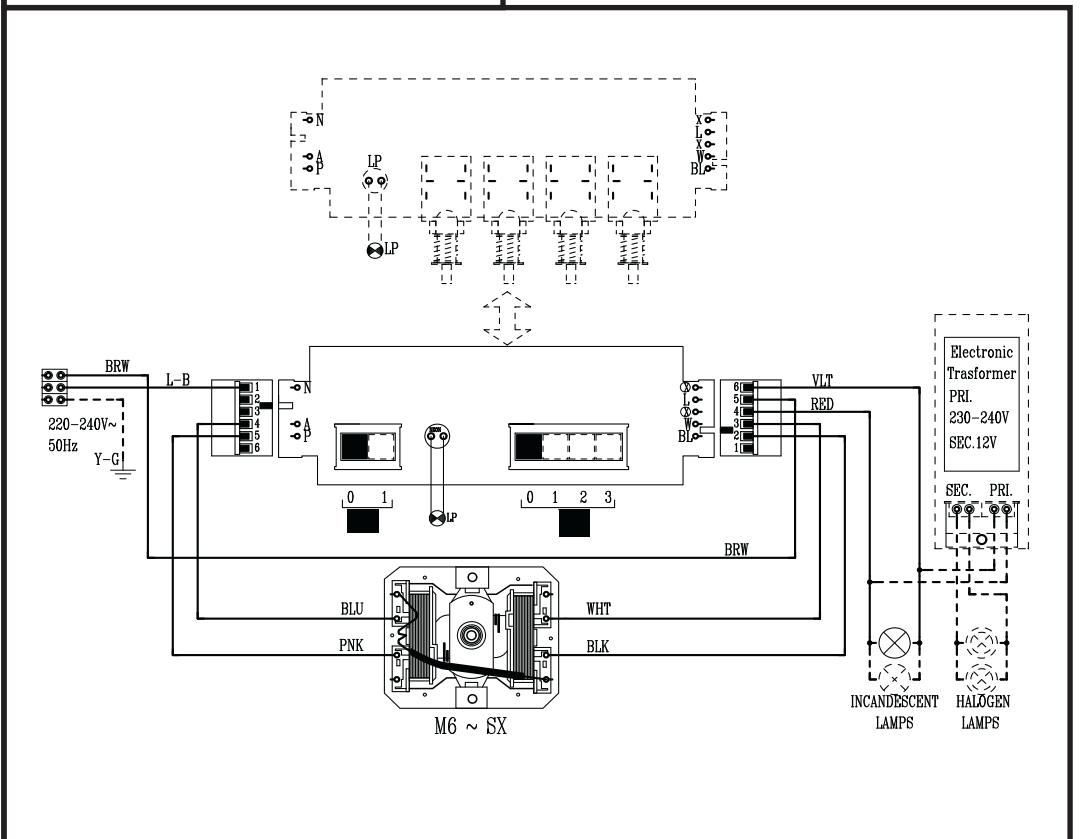 N
A
P
LP
LP
X
L
X
W
BL
BRW
L-B
220-240V~
50Hz
Y-G
1
2
3
4
5
6
N
A
P
0 1
LP
0 1 2 3
X
L
X
W
BL
6
5
4
3
2
1
VLT
RED
BRW
Electronic
Trasformer
PRI.
230-240V
SEC.12V
SEC. PRI.
BLU
PNK
WHT
BLK
M6 ~ SX
INCANDESCENT
LAMPS
HALOGEN
LAMPS